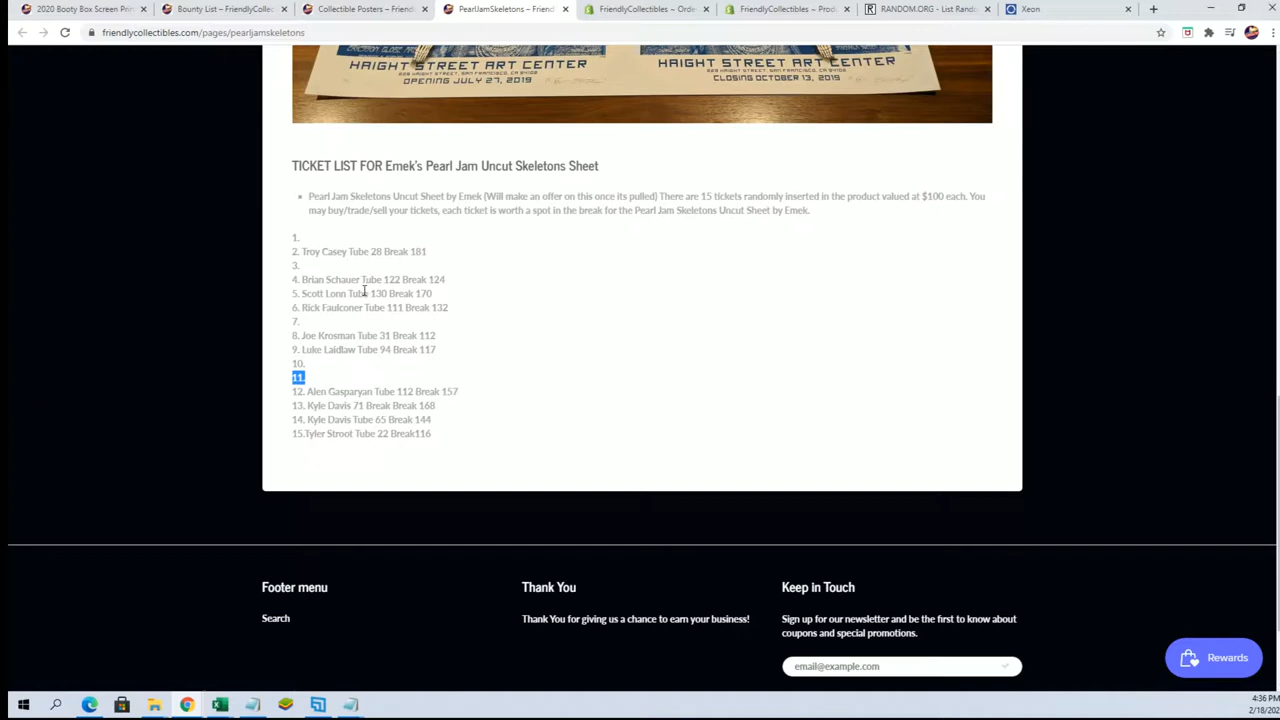 2020 Booty Box Screen Prin
Bounty List – FriendlyCollec
Collectible Posters – Friendl
PearlJamSkeletons – Friend
FriendlyCollectibles ~ Orde
FriendlyCollectibles ~ Prod
RANDOM.ORG - List Rando
Xeon
friendlycollectibles.com/pages/pearljamskeletons
HAIGHT STREET ART CENTER
OPENING JULY 27, 2019
HAIGHT STREET ART CENTER
CLOSING OCTOBER 13, 2019
TICKET LIST FOR Emek's Pearl Jam Uncut Skeletons Sheet
Pearl Jam Skeletons Uncut Sheet by Emek (Will make an offer on this once its pulled) There are 15 tickets randomly inserted in the product valued at $100 each. You
may buy/trade/sell your tickets, each ticket is worth a spot in the break for the Pearl Jam Skeletons Uncut Sheet by Emek.
1.
2. Troy Casey Tube 28 Break 181
3.
4. Brian Schauer Tube 122 Break 124
5. Scott Lonn Tube 130 Break 170
6. Rick Faulconer Tube 111 Break 132
7.
8. Joe Krosman Tube 31 Break 112
9. Luke Laidlaw Tube 94 Break 117
10.
11.
12. Alen Gasparyan Tube 112 Break 157
13. Kyle Davis 71 Break Break 168
14. Kyle Davis Tube 65 Break 144
15.Tyler Stroot Tube 22 Break116
Footer menu
Search
Thank You
Thank You for giving us a chance to earn your business!
Keep in Touch
Sign up for our newsletter and be the first to know about
coupons and special promotions.
email@example.com
Rewards
4:36 PM
2/18/202